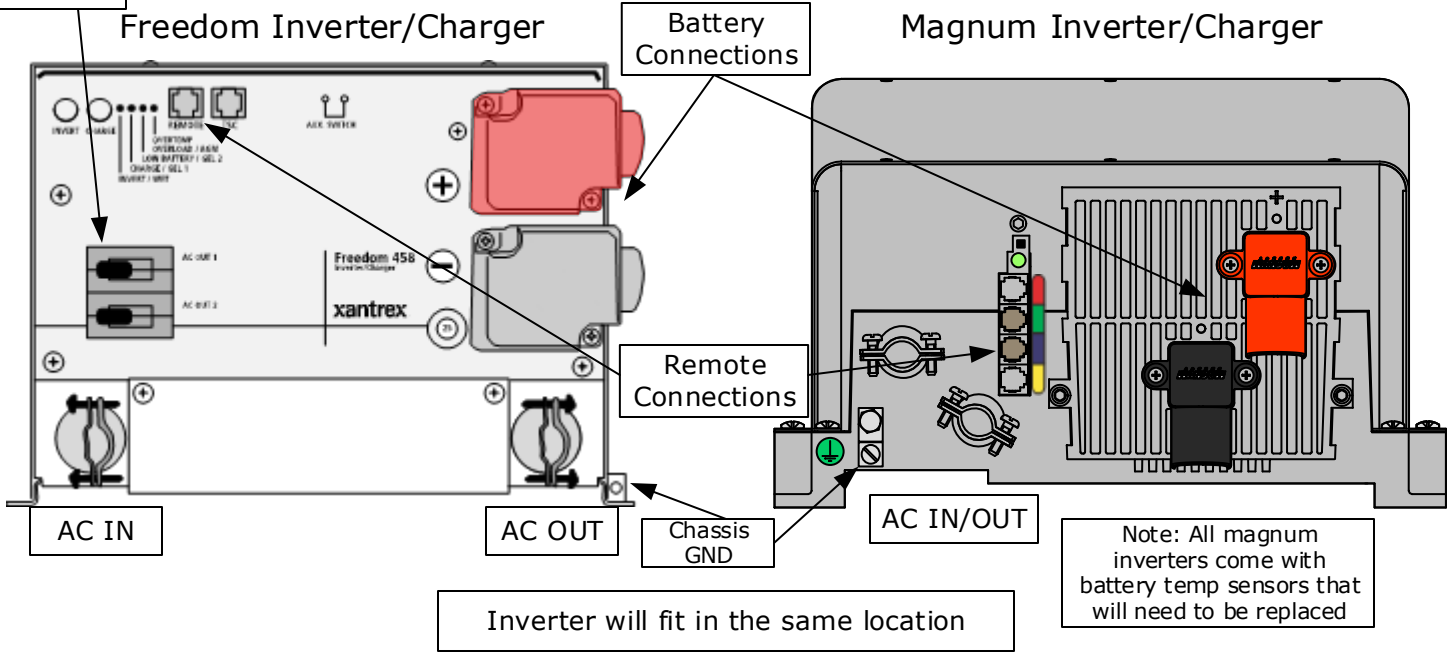 Freedom Inverter/Charger
Battery
Connections
Magnum Inverter/Charger
INVERT
CHARGE
REMOTE
TSC
AUX SWITCH
OVERTEMP
OVERLOAD / AGM
LOW BATTERY / GEL 2
CHARGE / GEL 1
INVERT / WET
+
+
AC OUT 1
AC OUT 2
Freedom 458
Inverter/Charger
xantrex
25
Remote
Connections
AC IN
AC OUT
Chassis
GND
AC IN/OUT
Note: All magnum
inverters come with
battery temp sensors that
will need to be replaced
Inverter will fit in the same location